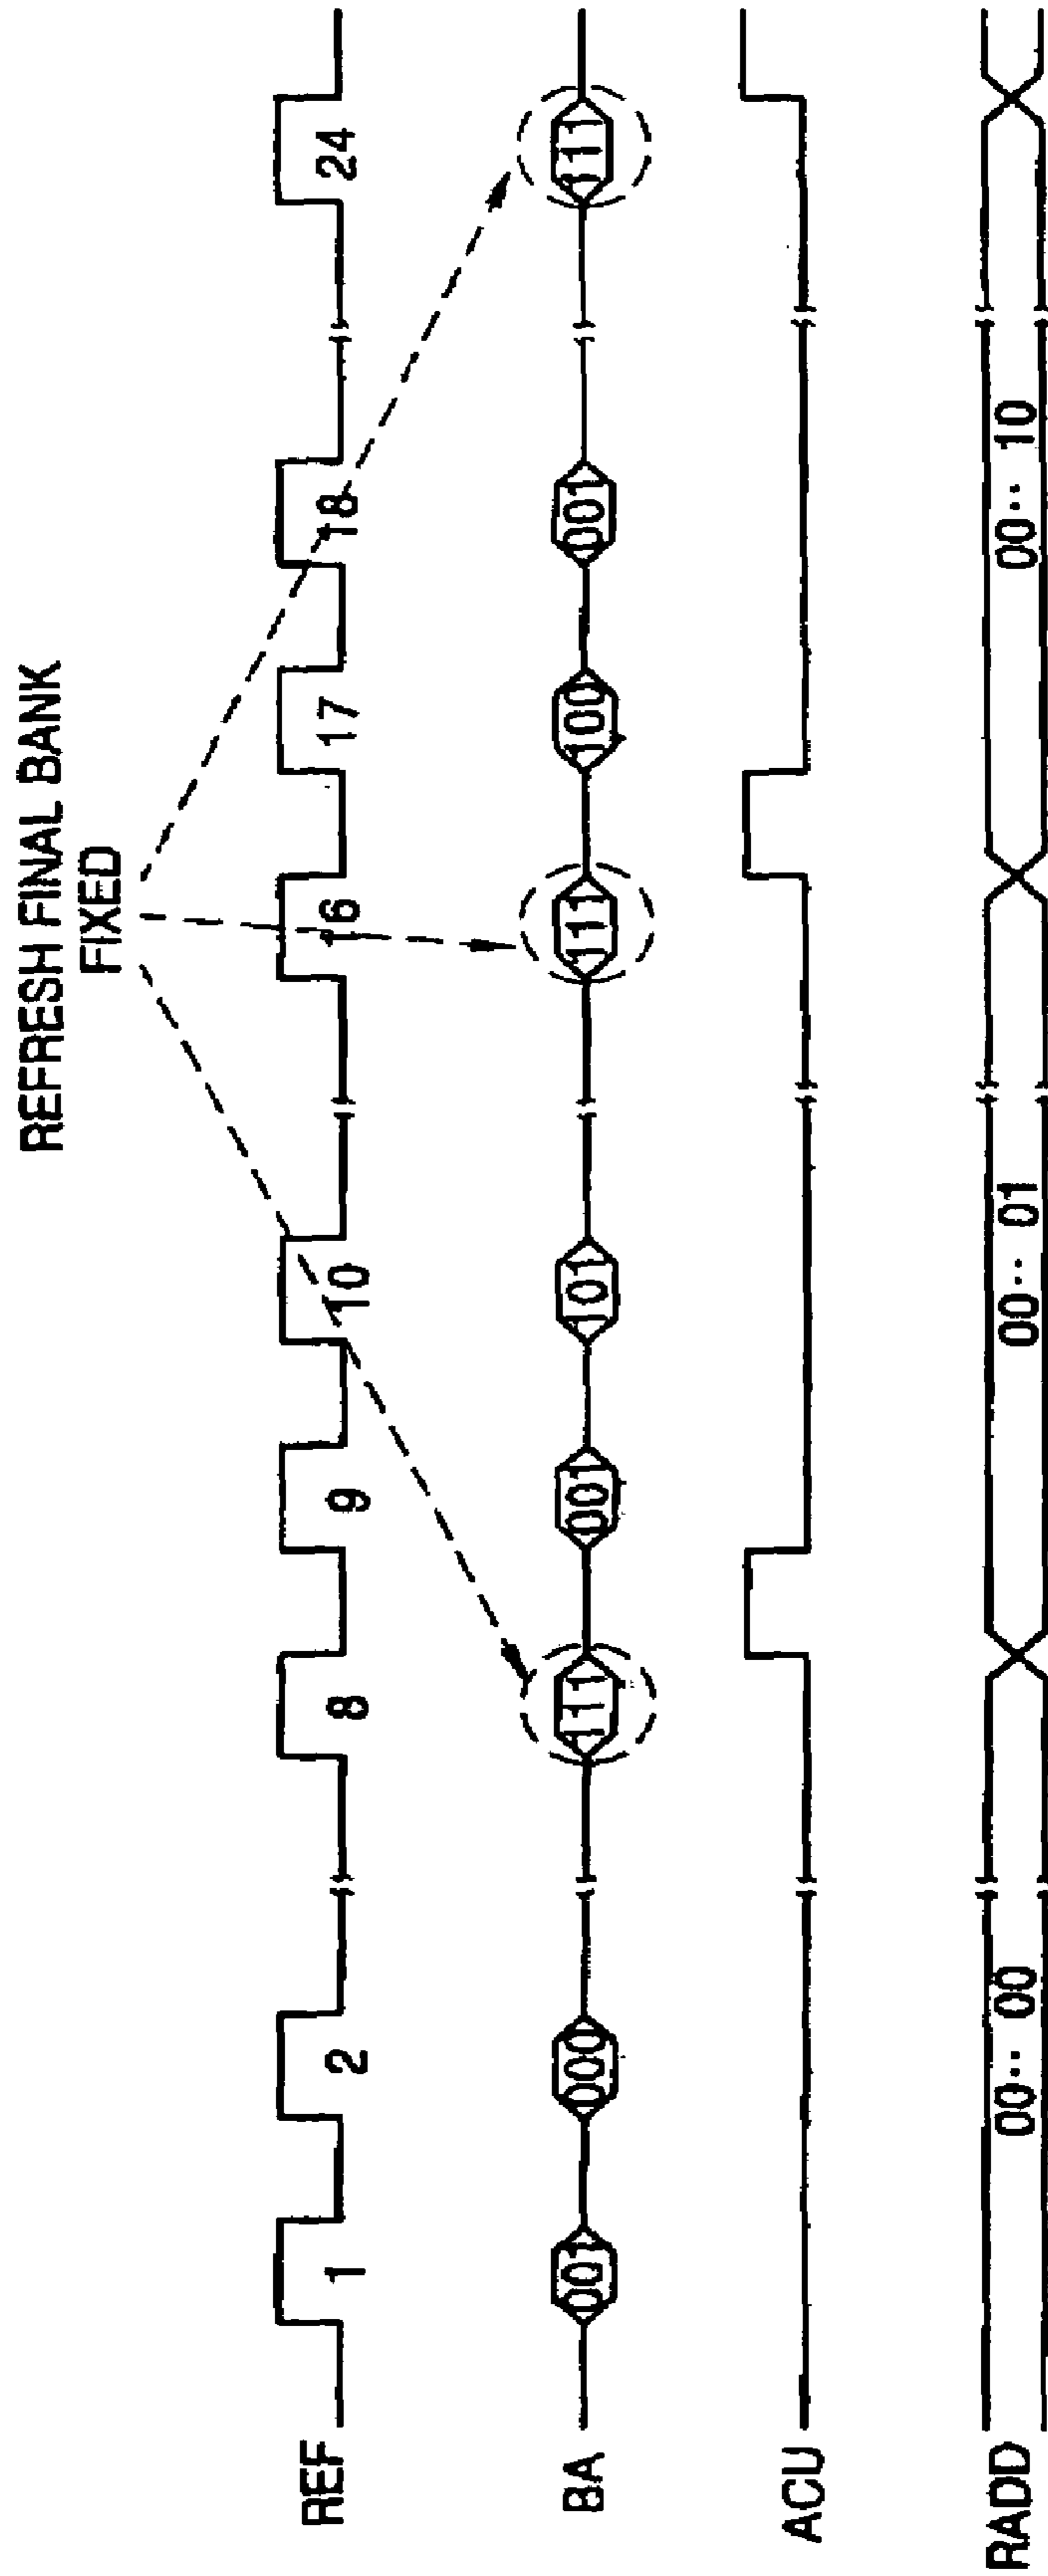 REFRESH FINAL BANK
FIXED
REF 1 2 8 9 10 16 17 18 24
BA 001 000 111 001 101 111 100 001 111
ACU
RADD 00·· 00 00·· 01 00·· 10